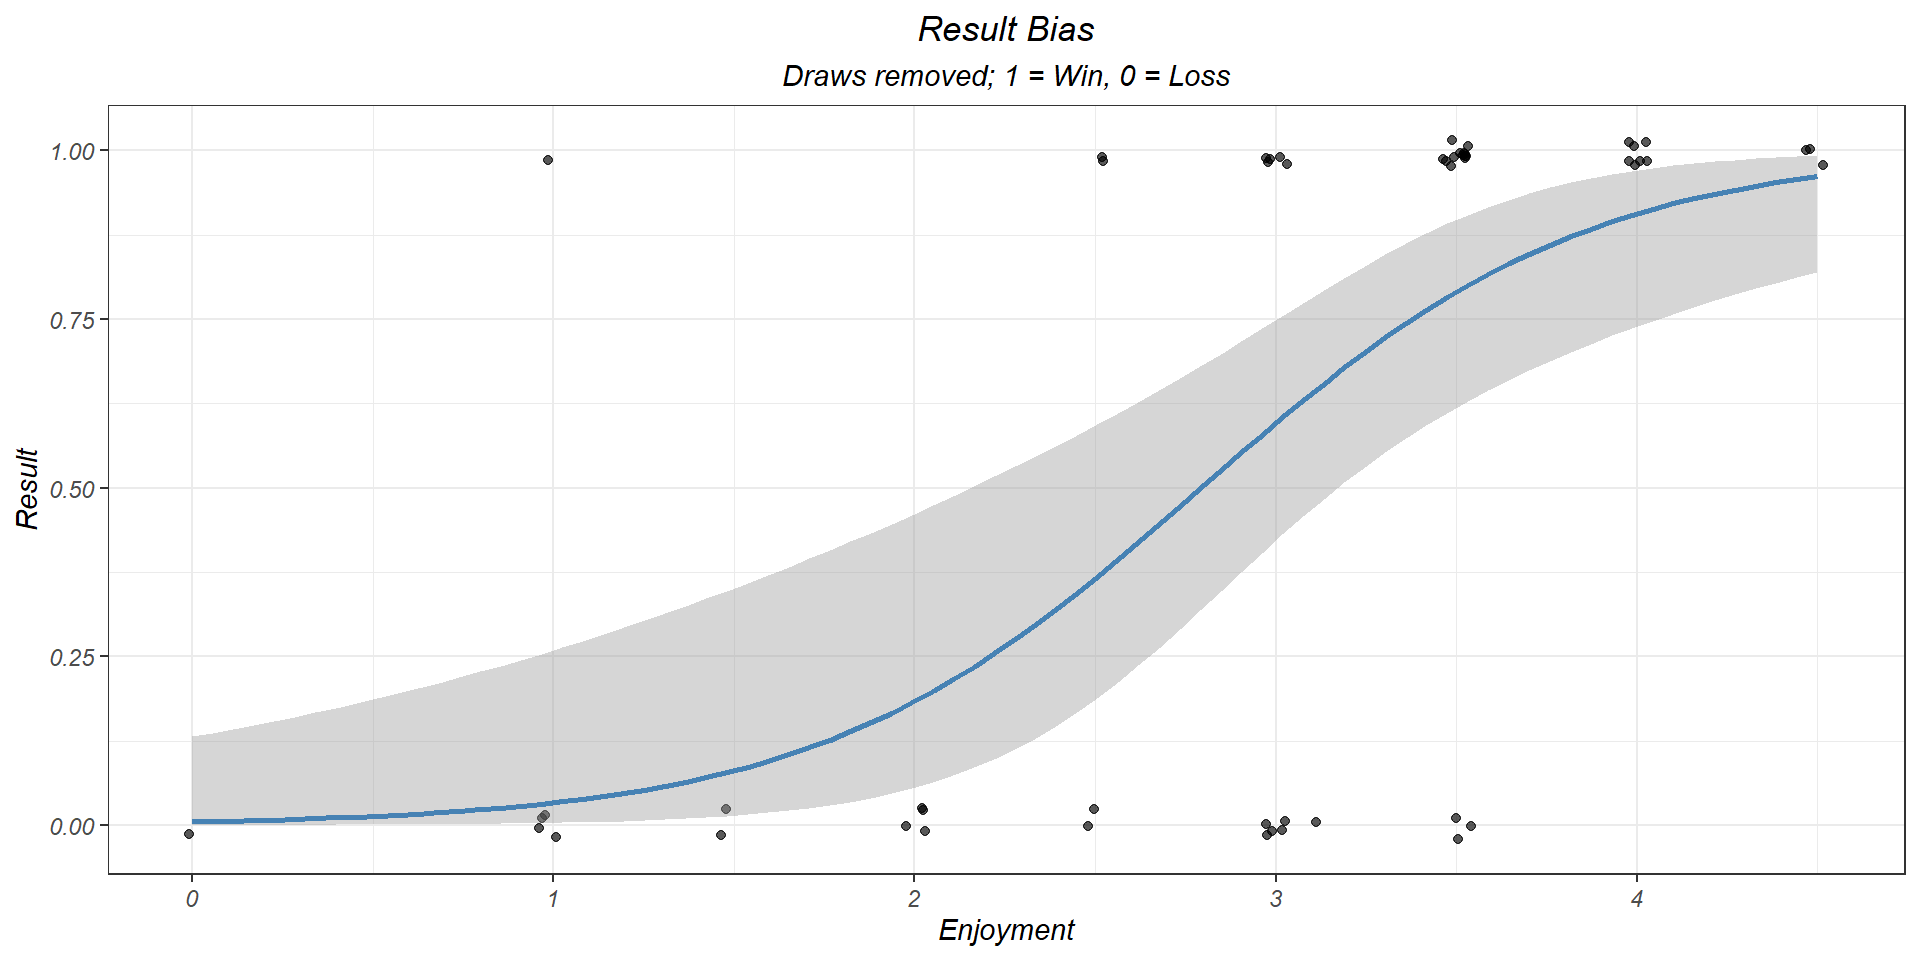 Result Bias
Draws removed; 1 = Win, 0 = Loss
1.00
0.75
0.50
0.25
0.00
Result
0 1 2 3 4
Enjoyment